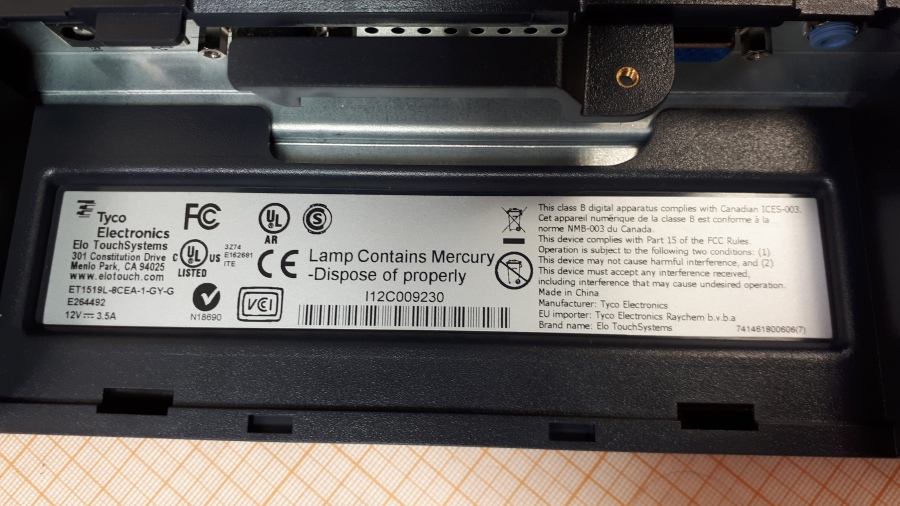 Tyco
Electronics
Elo TouchSystems
301 Constitution Drive
Menlo Park, CA 94025
www.elotouch.com
ET1519L-8CEA-1-GY-G
E264492
12V 3.5A
FC
C UL US
LISTED
3Z74
E162681
ITE
N18690
UL
AR
S
CE
VCI
Lamp Contains Mercury
-Dispose of properly
I12C009230
This class B digital apparatus complies with Canadian ICES-003.
Cet appareil numérique de la classe B est conforme à la
norme NMB-003 du Canada.
This device complies with Part 15 of the FCC Rules.
Operation is subject to the following two conditions: (1)
This device may not cause harmful interference, and (2)
This device must accept any interference received,
including interference that may cause undesired operation.
Made in China
Manufacturer: Tyco Electronics
EU importer: Tyco Electronics Raychem b.v.b.a
Brand name: Elo TouchSystems
741461800606(7)